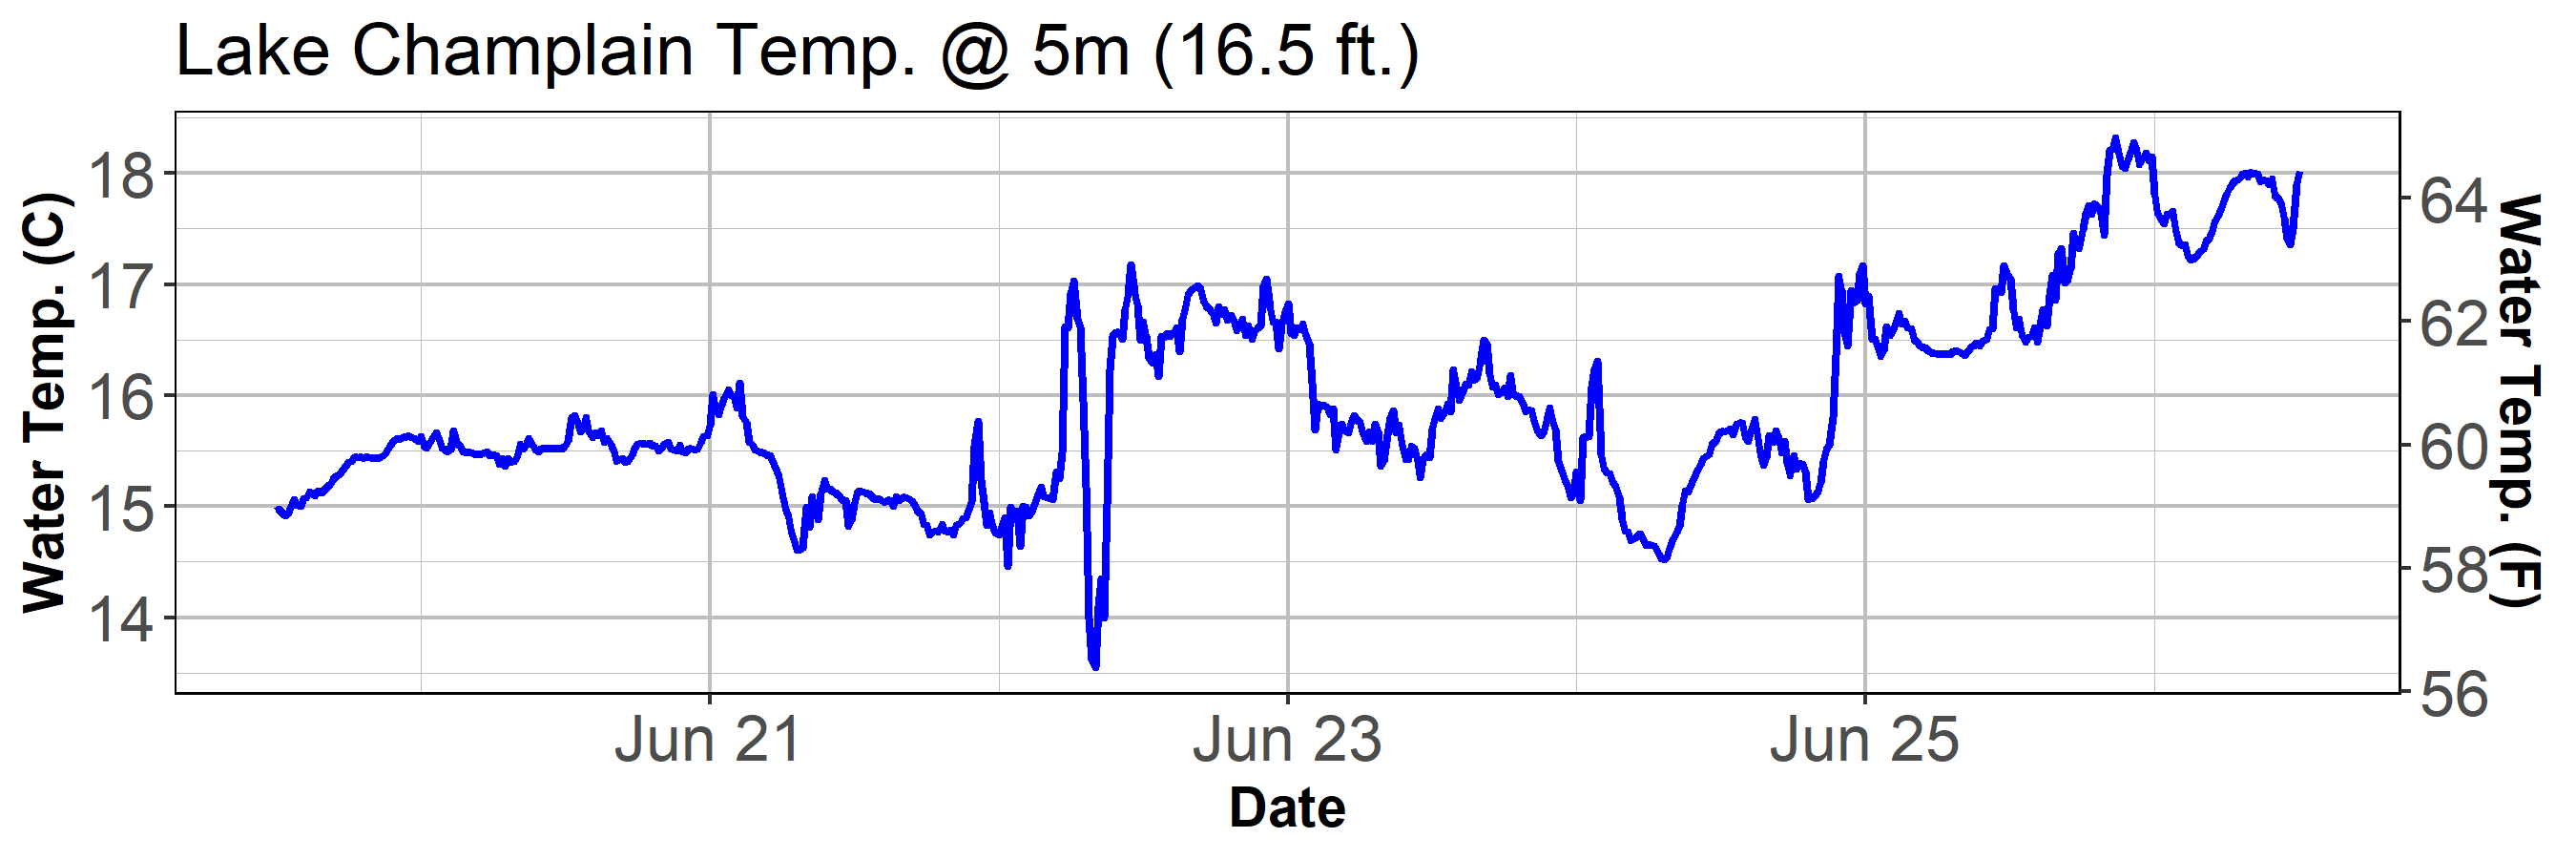 Lake Champlain Temp. @ 5m (16.5 ft.)
Water Temp. (C)
18
17
16
15
14
64
62
60
58
56
Water Temp. (F)
Jun 21
Jun 23
Jun 25
Date